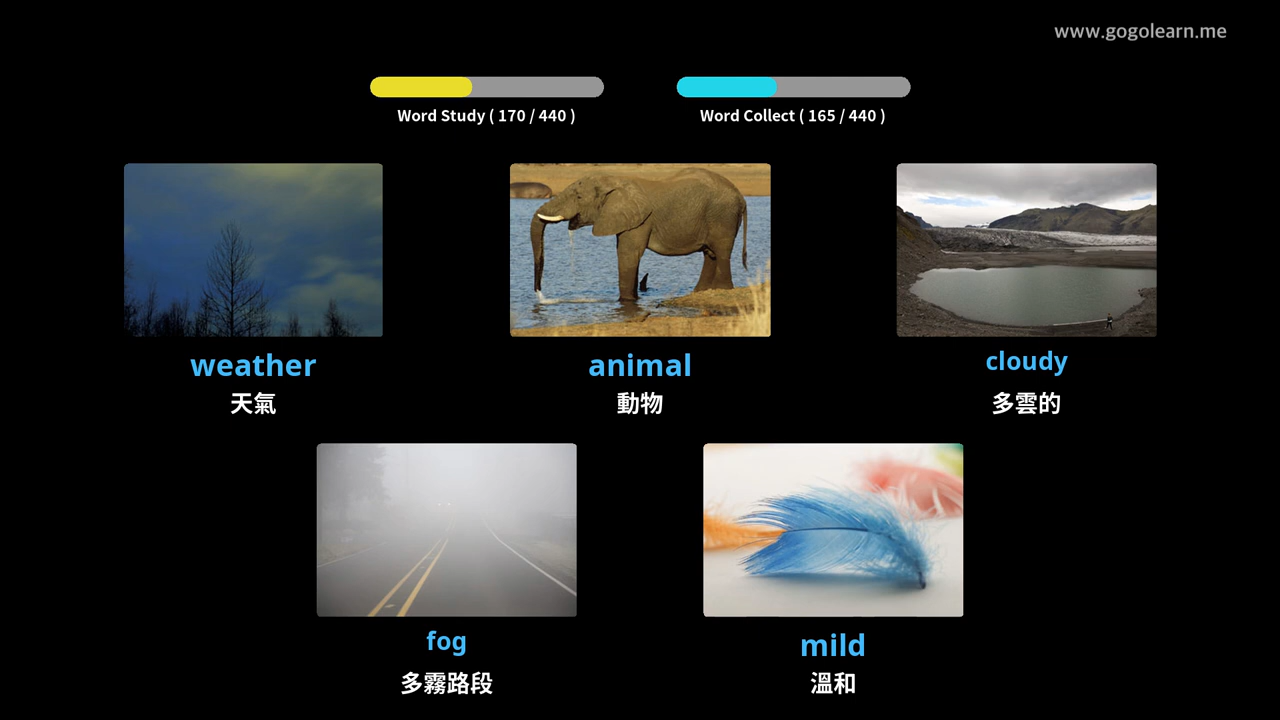 www.gogolearn.me
Word Study ( 170 / 440 )
Word Collect ( 165 / 440 )
weather
天氣
animal
動物
cloudy
多雲的
fog
多霧路段
mild
溫和